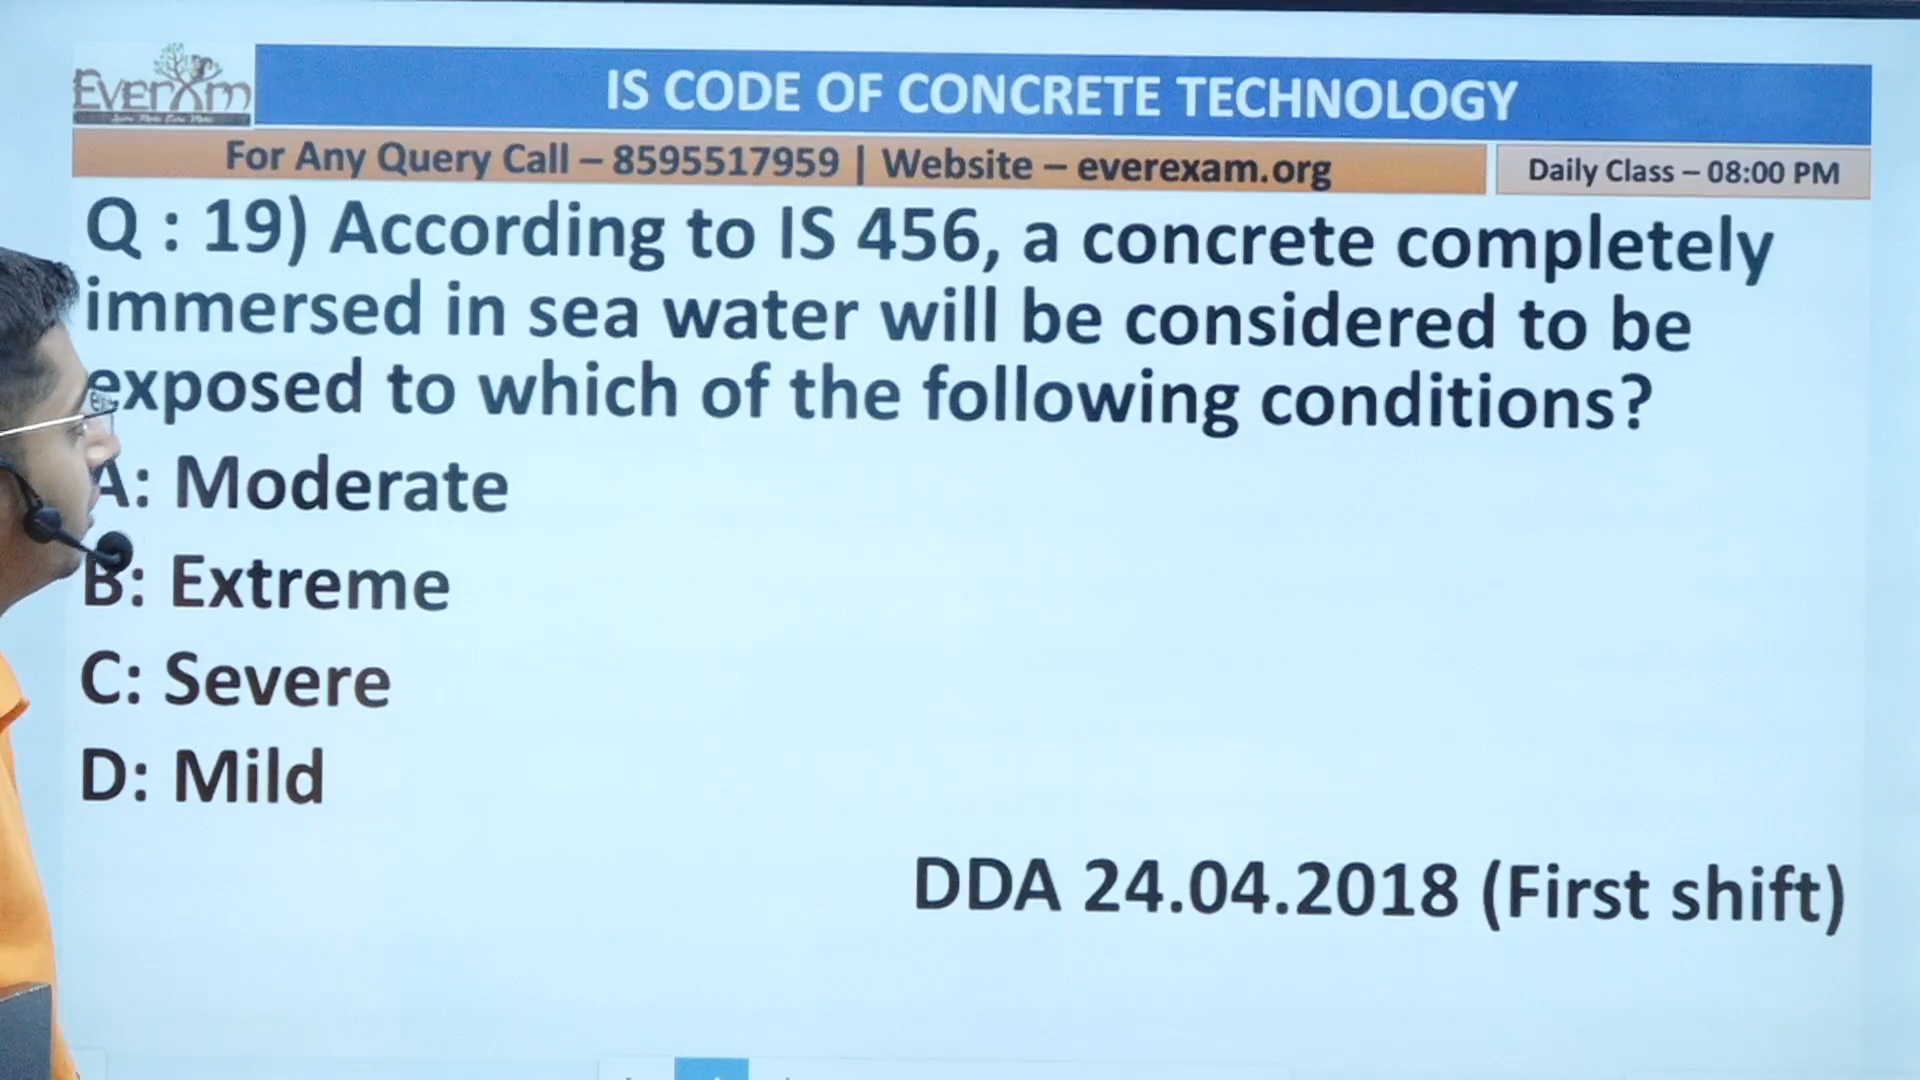 EverExam
IS CODE OF CONCRETE TECHNOLOGY
For Any Query Call – 8595517959 | Website – everexam.org
Daily Class – 08:00 PM
Q : 19) According to IS 456, a concrete completely
immersed in sea water will be considered to be
exposed to which of the following conditions?
A: Moderate
B: Extreme
C: Severe
D: Mild
DDA 24.04.2018 (First shift)